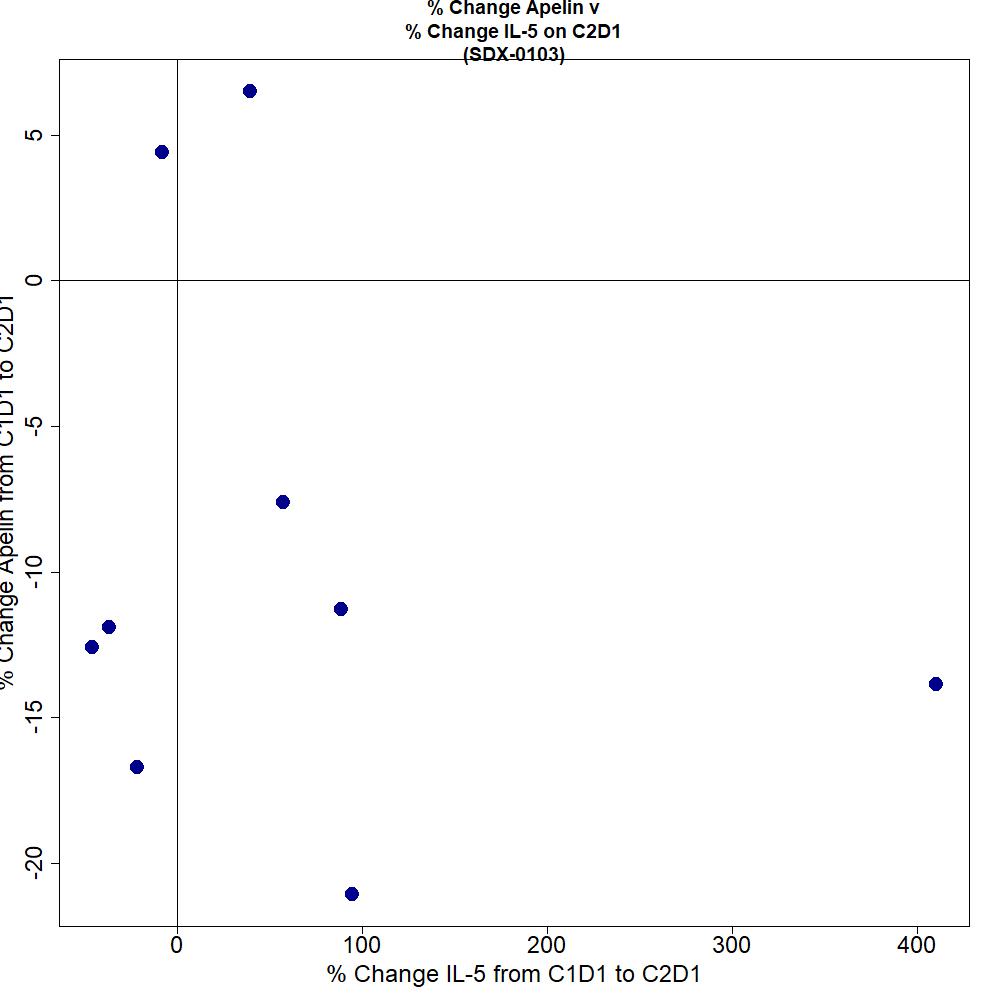 % Change Apelin v
% Change IL-5 on C2D1
(SDX-0103)
% Change Apelin from C1D1 to C2D1
5
0
-5
-10
-15
-20
0
100
200
300
400
% Change IL-5 from C1D1 to C2D1